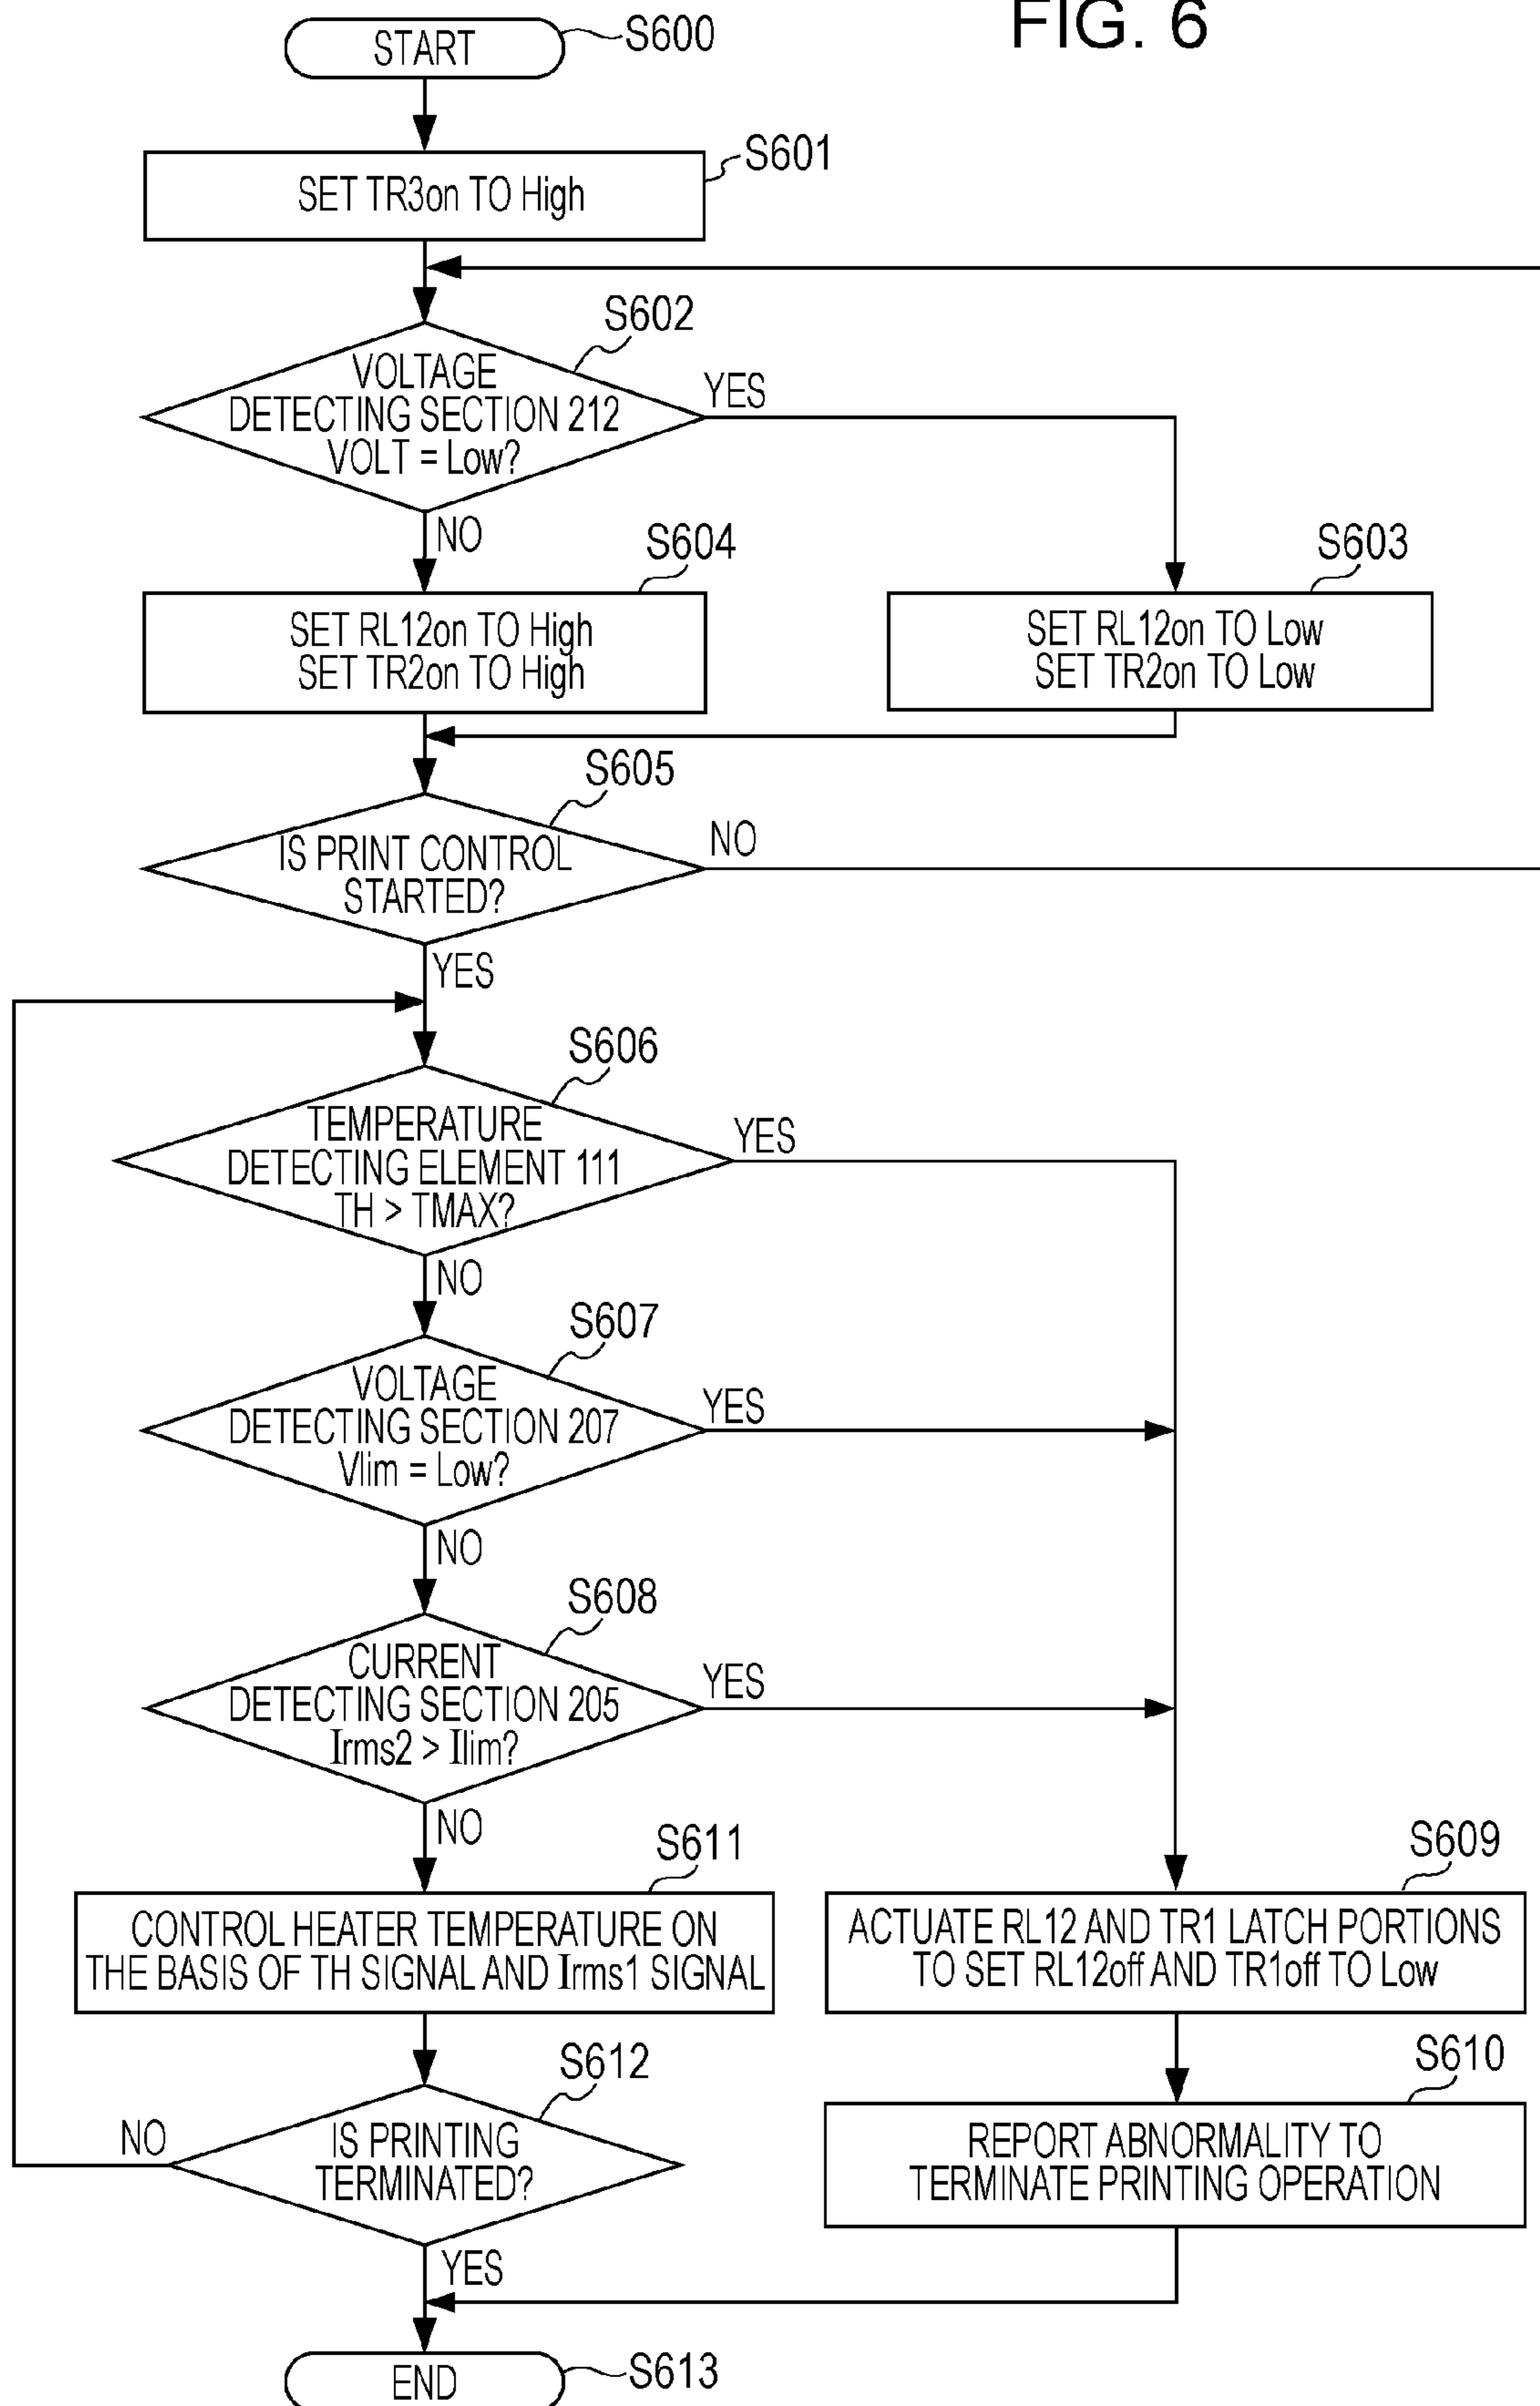 FIG. 6
START
S600
S601
SET TR3on TO High
S602
VOLTAGE
DETECTING SECTION 212
VOLT = Low?
YES
NO
S604
SET RL12on TO High
SET TR2on TO High
S603
SET RL12on TO Low
SET TR2on TO Low
S605
IS PRINT CONTROL
STARTED?
NO
YES
S606
TEMPERATURE
DETECTING ELEMENT 111
TH > TMAX?
YES
NO
S607
VOLTAGE
DETECTING SECTION 207
Vlim = Low?
YES
NO
S608
CURRENT
DETECTING SECTION 205
Irms2 > Ilim?
YES
NO
S611
CONTROL HEATER TEMPERATURE ON
THE BASIS OF TH SIGNAL AND Irms1 SIGNAL
S609
ACTUATE RL12 AND TR1 LATCH PORTIONS
TO SET RL12off AND TR1off TO Low
S612
IS PRINTING
TERMINATED?
NO
YES
S610
REPORT ABNORMALITY TO
TERMINATE PRINTING OPERATION
END
S613